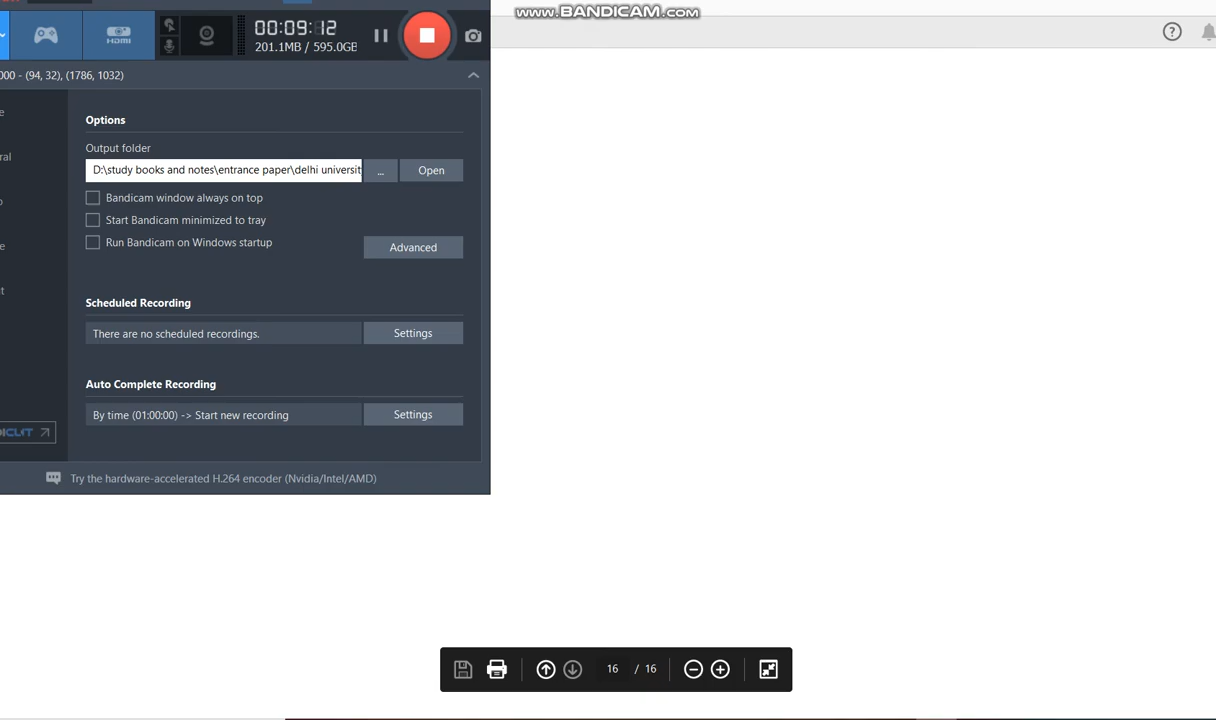 www.BANDICAM.com
HDMI
00:09:12
201.1MB / 595.0GB
000 - (94, 32), (1786, 1032)
Options
Output folder
D:\study books and notes\entrance paper\delhi universit
...
Open
Bandicam window always on top
Start Bandicam minimized to tray
Run Bandicam on Windows startup
Advanced
Scheduled Recording
There are no scheduled recordings.
Settings
Auto Complete Recording
By time (01:00:00) -> Start new recording
Settings
Try the hardware-accelerated H.264 encoder (Nvidia/Intel/AMD)
16 / 16